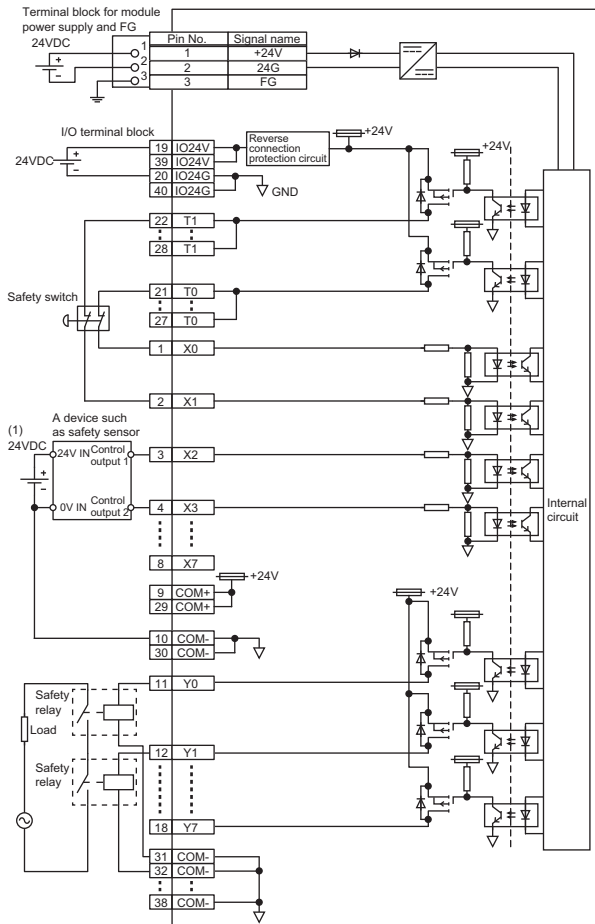 Terminal block for module
power supply and FG
24VDC
+
-
1
2
3
Pin No. Signal name
1 +24V
2 24G
3 FG
I/O terminal block
24VDC
+
-
19 IO24V
39 IO24V
20 IO24G
40 IO24G
Reverse
connection
protection circuit
+24V
GND
+24V
22 T1
28 T1
Safety switch
21 T0
27 T0
1 X0
2 X1
(1)
24VDC
+
-
A device such
as safety sensor
24V IN Control
output 1
0V IN Control
output 2
3 X2
4 X3
8 X7
Internal
circuit
9 COM+
29 COM+
+24V
10 COM-
30 COM-
+24V
Safety
relay
Load
11 Y0
Safety
relay
12 Y1
18 Y7
31 COM-
32 COM-
38 COM-